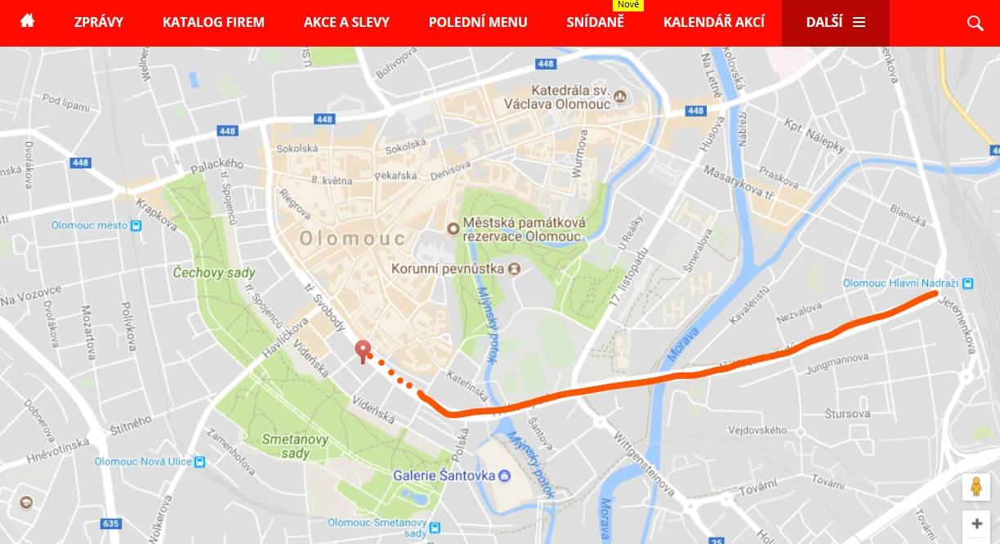 Nové
ZPRÁVY
KATALOG FIREM
AKCE A SLEVY
POLEDNÍ MENU
SNÍDANĚ
KALENDÁŘ AKCÍ
DALŠÍ
448
Bořivojova
Pod lipami
Katedrála sv.
Václava Olomouc
Na Letné
Nábřeží
448
448
448
Husova
Kpt. Nálepky
Dvořákova
448
Sokolská
Sokolská
Wurmova
Palackého
8. května
Pekařská
Denisova
Praskova
Masarykova tř.
tř. Spojenců
Riegrova
Krapkova
Blanická
Olomouc město
Městská památková
rezervace Olomouc
U Reálky
Olomouc
Šmeralova
Korunní pevnůstka
Čechovy sady
17. listopadu
Olomouc Hlavní Nádraží
Na Vozovce
tř. Svobody
tř. Spojenců
Mlýnský potok
Kavaléristů
Nezvalova
Jeremenkova
Dvořákova
Mozartova
Polívkova
Havlíčkova
Vídeňská
Morava
Jungmannova
Kateřinská
Dobnerova
Vídeňská
Štursova
Štítného
Šantova
Vejdovského
Smetanovy
sady
Polská
Hněvotínská
Zamenhofova
Wittgensteinova
Mlýnský potok
Olomouc-Nová Ulice
Galerie Šantovka
Tovární
Tovární
Tovární
Wolkerova
Morava
635
Olomouc-Smetanovy
sady
35
+